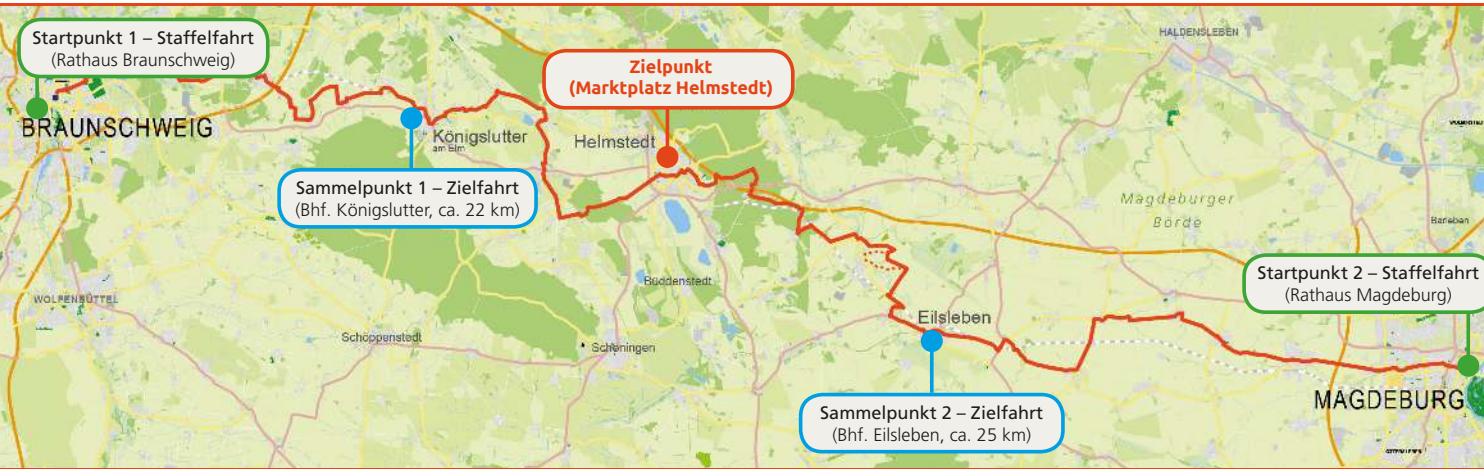 Startpunkt 1 – Staffelfahrt
(Rathaus Braunschweig)
BRAUNSCHWEIG
Zielpunkt
(Marktplatz Helmstedt)
HALDENSLEBEN
Königslutter
am Elm
Helmstedt
Sammelpunkt 1 – Zielfahrt
(Bhf. Königslutter, ca. 22 km)
Magdeburger
Börde
Barleben
Startpunkt 2 – Staffelfahrt
(Rathaus Magdeburg)
WOLFENBÜTTEL
Büddenstedt
Schöppenstedt
Schöningen
Eilsleben
Sammelpunkt 2 – Zielfahrt
(Bhf. Eilsleben, ca. 25 km)
MAGDEBURG